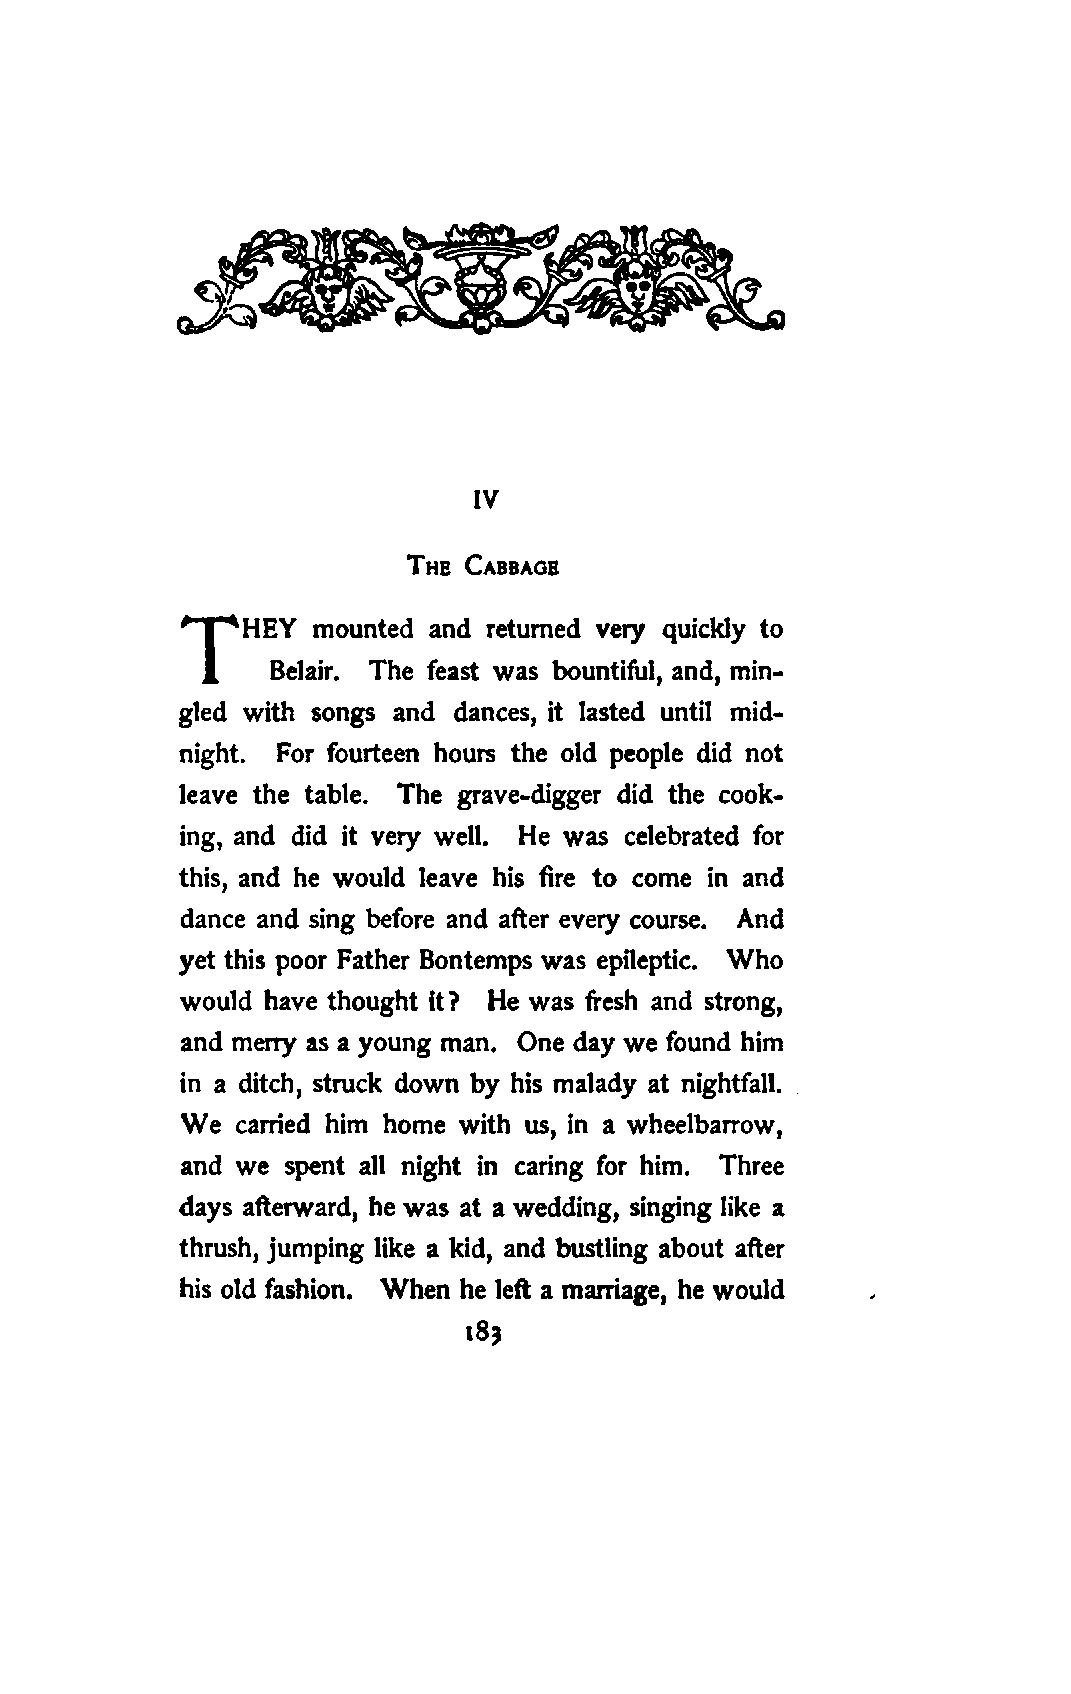 IV
THE CABBAGE
THEY mounted and returned very quickly to
Belair. The feast was bountiful, and, min-
gled with songs and dances, it lasted until mid-
night. For fourteen hours the old people did not
leave the table. The grave-digger did the cook-
ing, and did it very well. He was celebrated for
this, and he would leave his fire to come in and
dance and sing before and after every course. And
yet this poor Father Bontemps was epileptic. Who
would have thought it? He was fresh and strong,
and merry as a young man. One day we found him
in a ditch, struck down by his malady at nightfall.
We carried him home with us, in a wheelbarrow,
and we spent all night in caring for him. Three
days afterward, he was at a wedding, singing like a
thrush, jumping like a kid, and bustling about after
his old fashion. When he left a marriage, he would
183